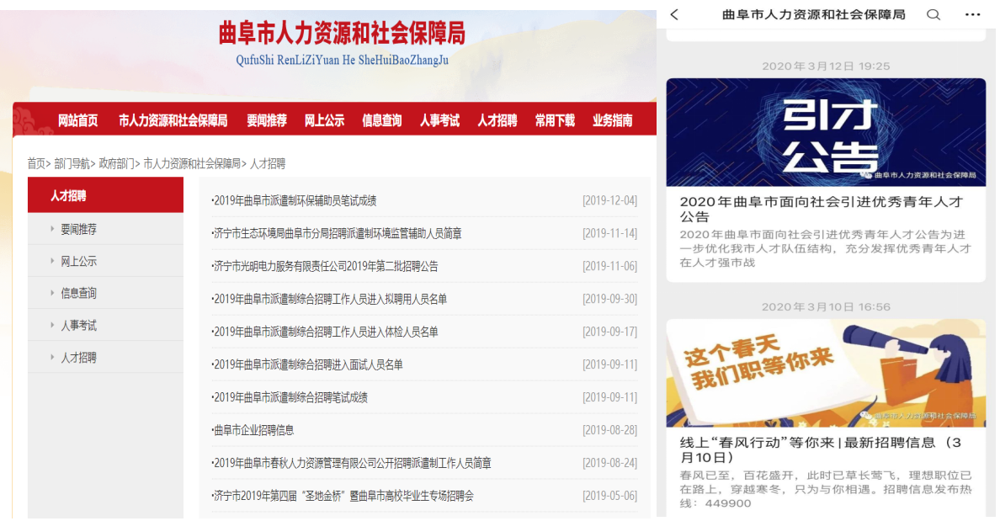 曲阜市人力资源和社会保障局
QufuShi RenLiZiYuan He SheHuiBaoZhangJu
网站首页 市人力资源和社会保障局 要闻推荐 网上公示 信息查询 人事考试 人才招聘 常用下载 业务指南
首页> 部门导航> 政府部门> 市人力资源和社会保障局> 人才招聘
人才招聘
要闻推荐
网上公示
信息查询
人事考试
人才招聘
·2019年曲阜市派遣制环保辅助员笔试成绩 [2019-12-04]
·济宁市生态环境局曲阜市分局招聘派遣制环境监管辅助人员简章 [2019-11-14]
·济宁市光明电力服务有限责任公司2019年第二批招聘公告 [2019-11-06]
·2019年曲阜市派遣制综合招聘工作人员进入拟聘用人员名单 [2019-09-30]
·2019年曲阜市派遣制综合招聘工作人员进入体检人员名单 [2019-09-17]
·2019年曲阜市派遣制综合招聘进入面试人员名单 [2019-09-11]
·2019年曲阜市派遣制综合招聘笔试成绩 [2019-09-11]
·曲阜市企业招聘信息 [2019-08-28]
·2019年曲阜市春秋人力资源管理有限公司公开招聘派遣制工作人员简章 [2019-08-24]
·济宁市2019年第四届“圣地金桥”暨曲阜市高校毕业生专场招聘会 [2019-05-06]
曲阜市人力资源和社会保障局
2020年3月12日 19:25
引才
公告
曲阜市人力资源和社会保障局
2020年曲阜市面向社会引进优秀青年人才
公告
2020年曲阜市面向社会引进优秀青年人才公告为进
一步优化我市人才队伍结构，充分发挥优秀青年人才
在人才强市战
2020年3月10日 16:56
这个春天
我们职等你来
曲阜市人力资源和社会保障局
线上“春风行动”等你来|最新招聘信息（3
月10日）
春风已至，百花盛开，此时已草长莺飞，理想职位已
在路上，穿越寒冬，只为与你相遇。招聘信息发布热
线：449900